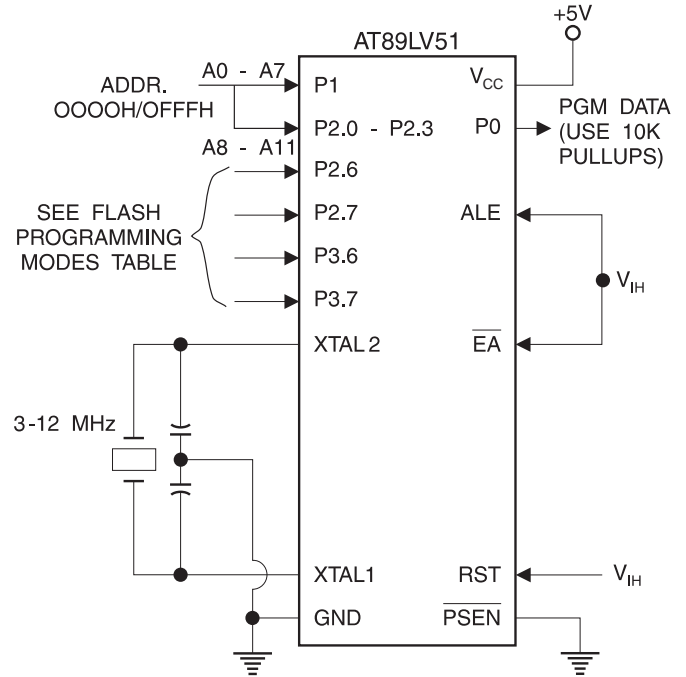 +5V
AT89LV51
A0 - A7
ADDR.
OOOOH/OFFFH
P1
VCC
P2.0 - P2.3
P0
PGM DATA
(USE 10K
PULLUPS)
A8 - A11
P2.6
SEE FLASH
PROGRAMMING
MODES TABLE
P2.7
ALE
P3.6
P3.7
VIH
XTAL 2
EA
3-12 MHz
XTAL1
RST
VIH
GND
PSEN